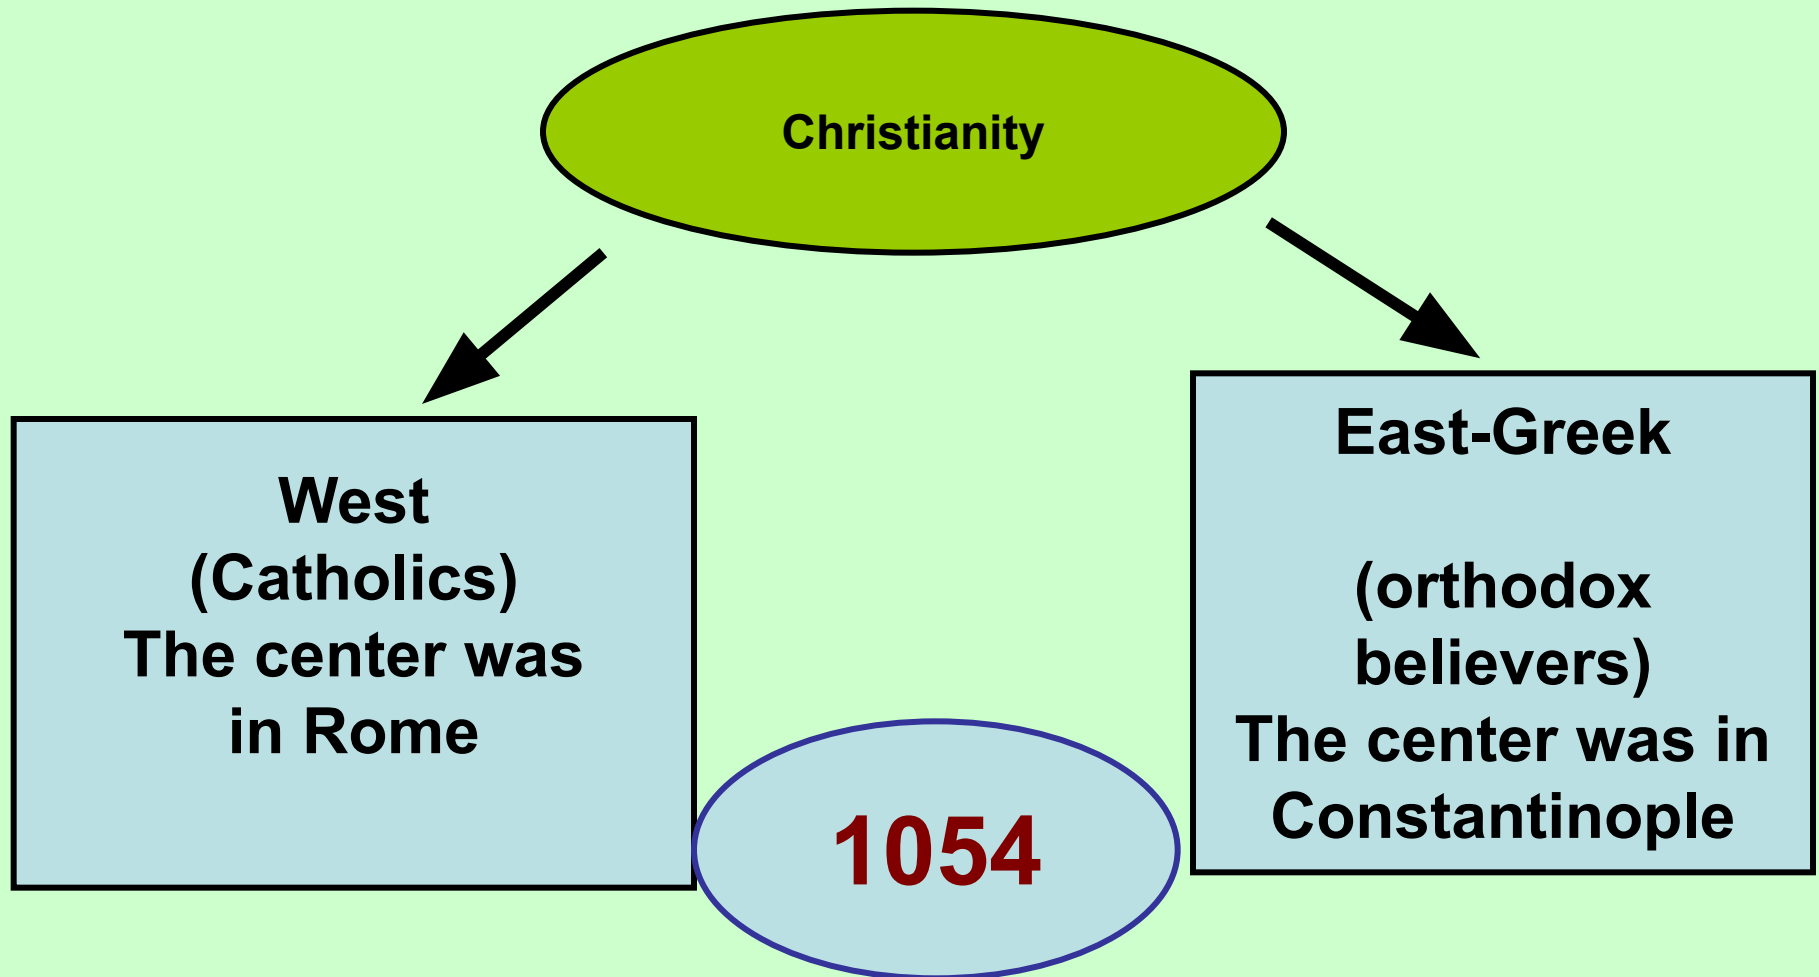 Christianity
West
(Catholics)
The center was
in Rome
East-Greek
(orthodox
believers)
The center was in
Constantinople
1054